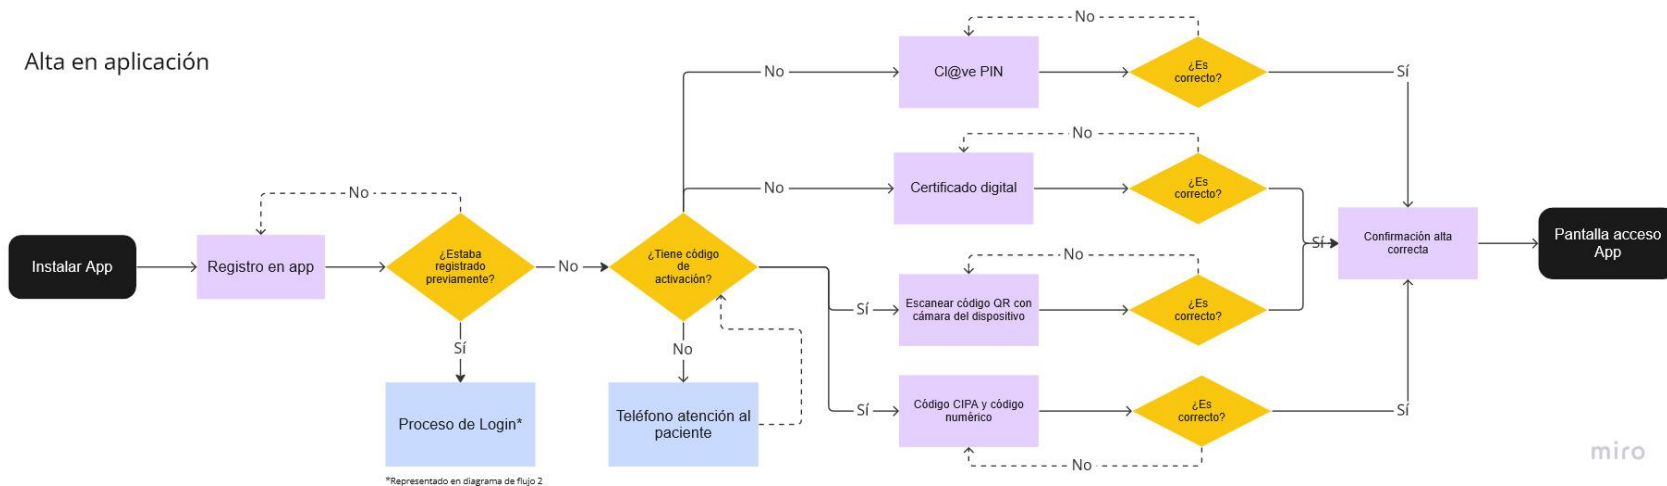 Alta en aplicación
Instalar App
Registro en app
No
¿Estaba
registrado
previamente?
Sí
Proceso de Login*
*Representado en diagrama de flujo 2
No
¿Tiene código
de
activación?
No
Teléfono atención al
paciente
No
Cl@ve PIN
No
¿Es
correcto?
Sí
No
Certificado digital
No
¿Es
correcto?
Sí
Sí
Escanear código QR con
cámara del dispositivo
No
¿Es
correcto?
Sí
Código CIPA y código
numérico
No
¿Es
correcto?
Sí
Confirmación alta
correcta
Pantalla acceso
App
miro